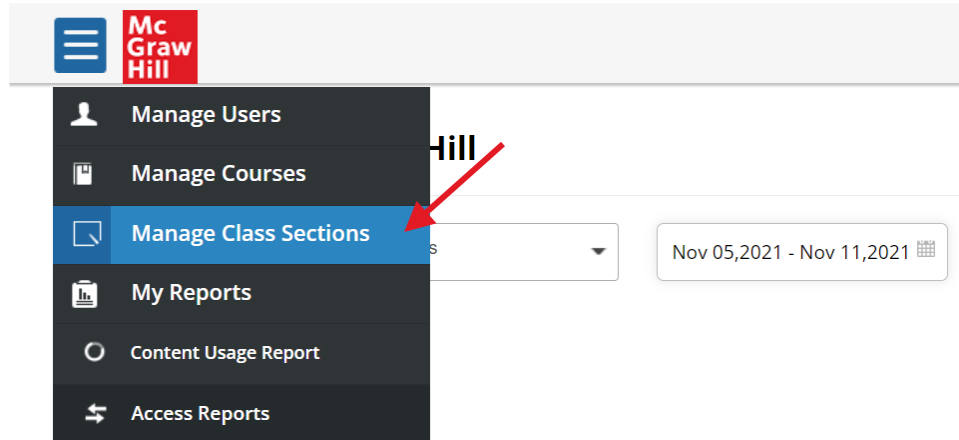 Mc
Graw
Hill
Manage Users
Hill
Manage Courses
Manage Class Sections
s
Nov 05,2021 - Nov 11,2021
My Reports
Content Usage Report
Access Reports